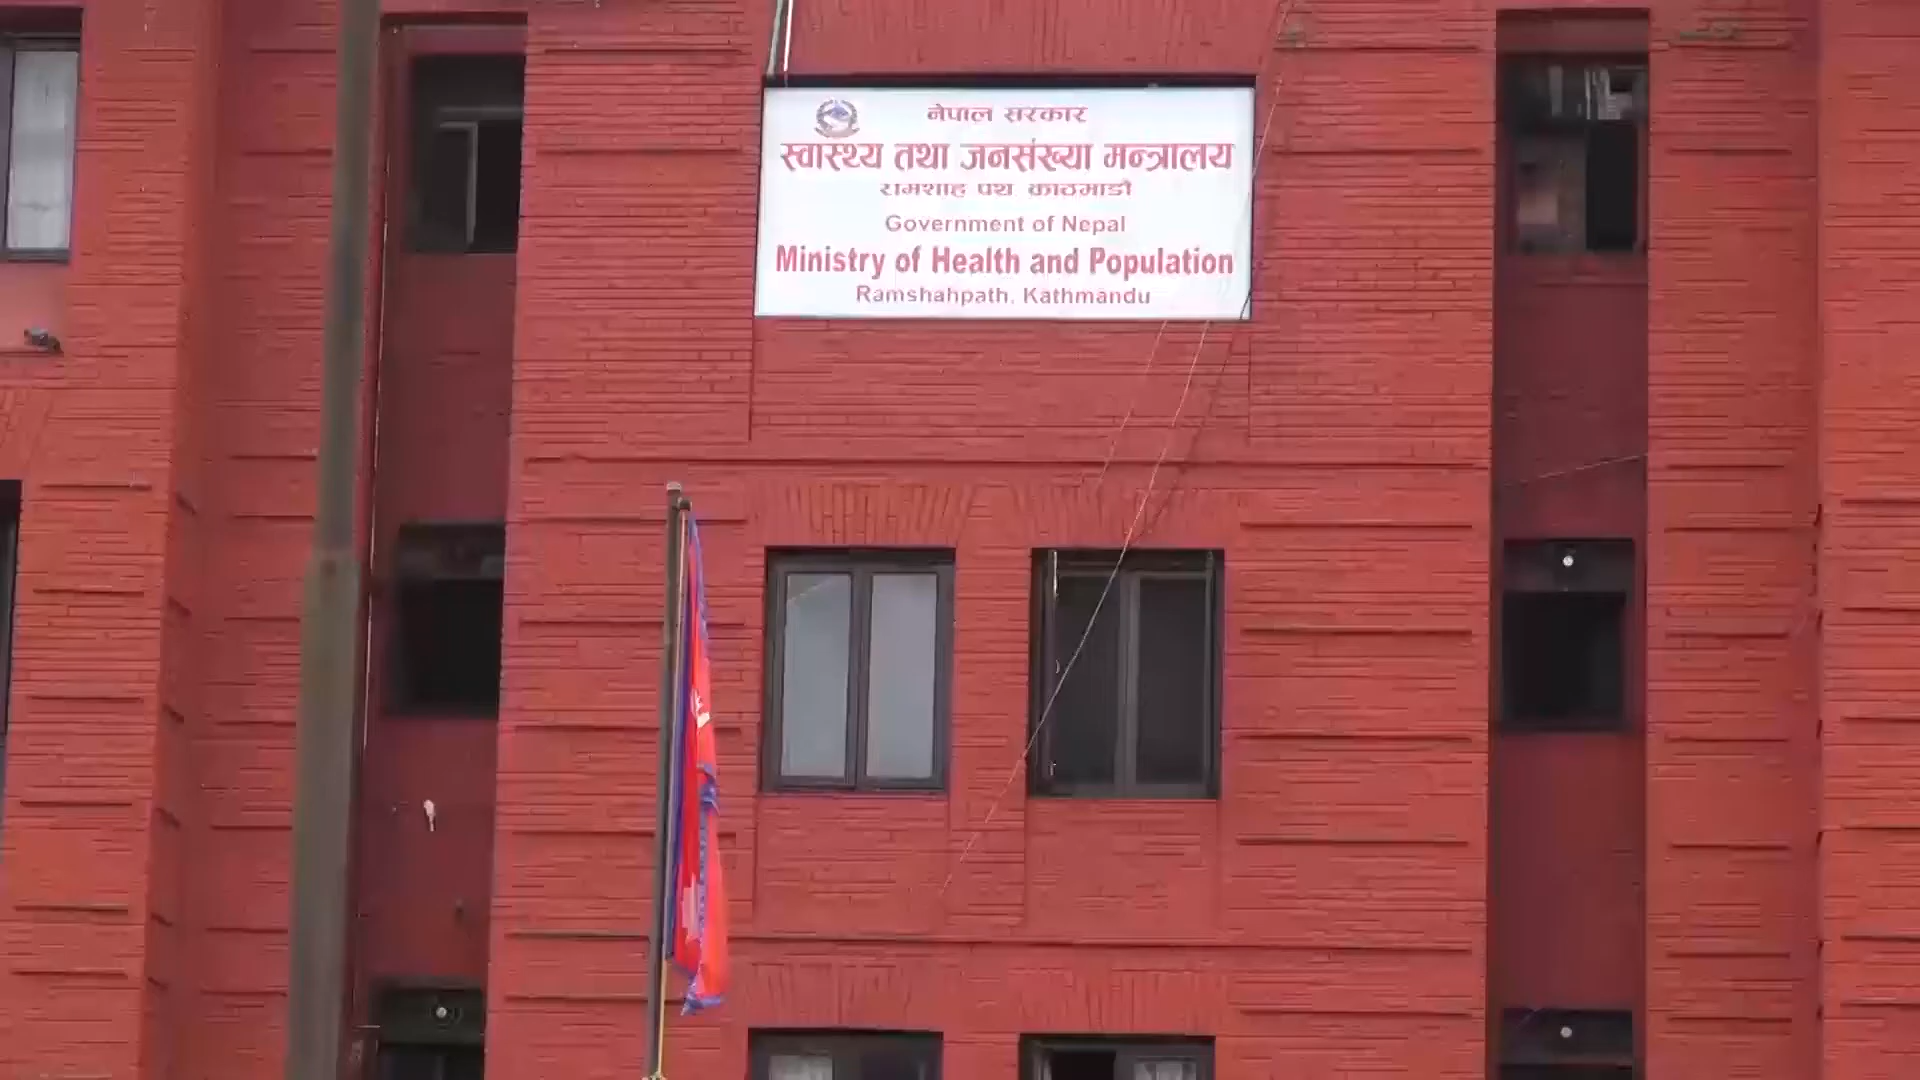 नेपाल सरकार
स्वास्थ्य तथा जनसंख्या मन्त्रालय
रामशाह पथ काठमाडौं
Government of Nepal
Ministry of Health and Population
Ramshahpath, Kathmandu